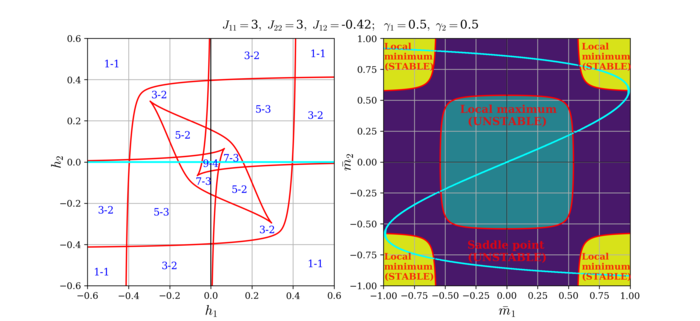 J₁₁ = 3, J₂₂ = 3, J₁₂ = -0.42; γ₁ = 0.5, γ₂ = 0.5
0.6
0.4
0.2
0.0
−0.2
−0.4
−0.6
h₂
1-1
3-2
1-1
3-2
5-3
3-2
5-2
9-4
7-3
7-3
5-2
3-2
5-3
3-2
3-2
1-1
1-1
−0.6
−0.4
−0.2
0.0
0.2
0.4
0.6
h₁
1.00
0.75
0.50
0.25
0.00
−0.25
−0.50
−0.75
−1.00
m̄₂
Local
minimum
(STABLE)
Local
minimum
(STABLE)
Local maximum
(UNSTABLE)
Saddle point
(UNSTABLE)
Local
minimum
(STABLE)
Local
minimum
(STABLE)
−1.00
−0.75
−0.50
−0.25
0.00
0.25
0.50
0.75
1.00
m̄₁